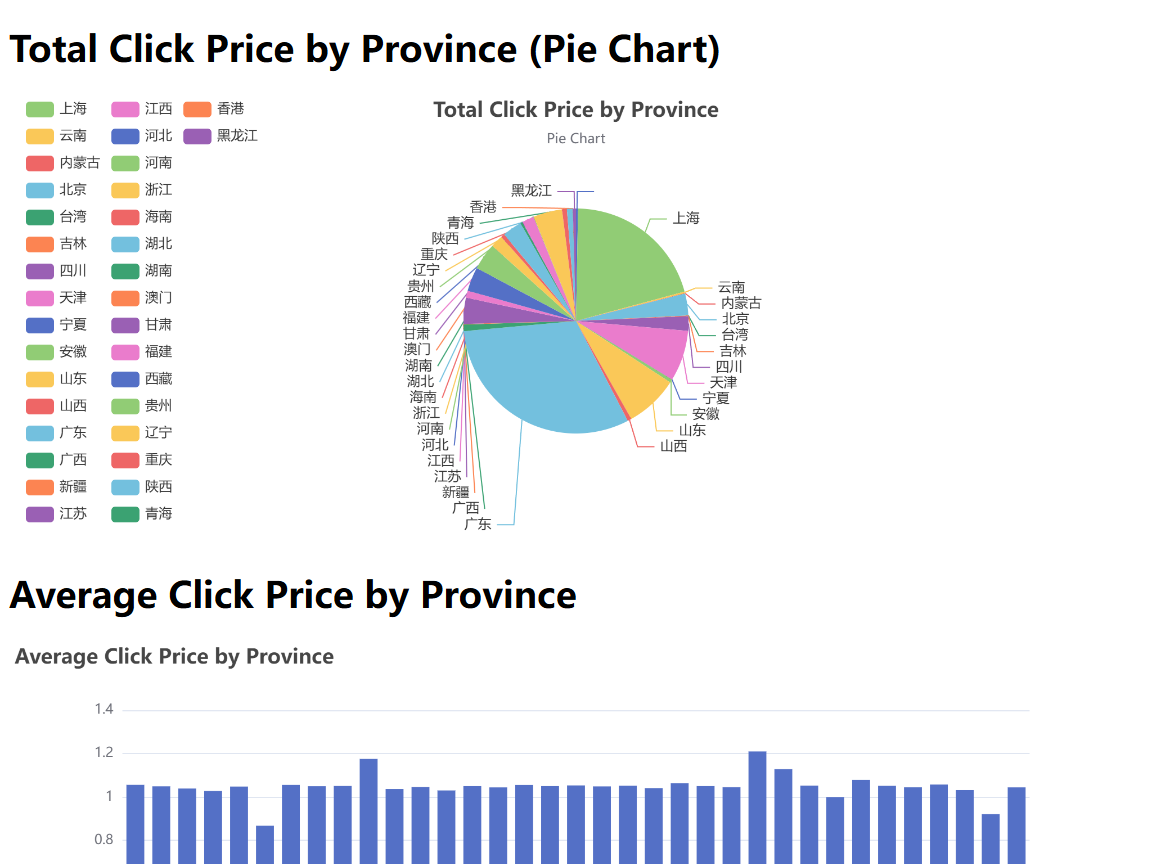 Total Click Price by Province (Pie Chart)
上海 江西 香港
云南 河北 黑龙江
内蒙古 河南
北京 浙江
台湾 海南
吉林 湖北
四川 湖南
天津 澳门
宁夏 甘肃
安徽 福建
山东 西藏
山西 贵州
广东 辽宁
广西 重庆
新疆 陕西
江苏 青海
Total Click Price by Province
Pie Chart
黑龙江
香港
青海
陕西
重庆
辽宁
贵州
西藏
福建
甘肃
澳门
湖南
湖北
海南
浙江
河南
河北
江西
江苏
新疆
广西
广东
上海
云南
内蒙古
北京
台湾
吉林
四川
天津
宁夏
安徽
山东
山西
Average Click Price by Province
Average Click Price by Province
1.4
1.2
1
0.8